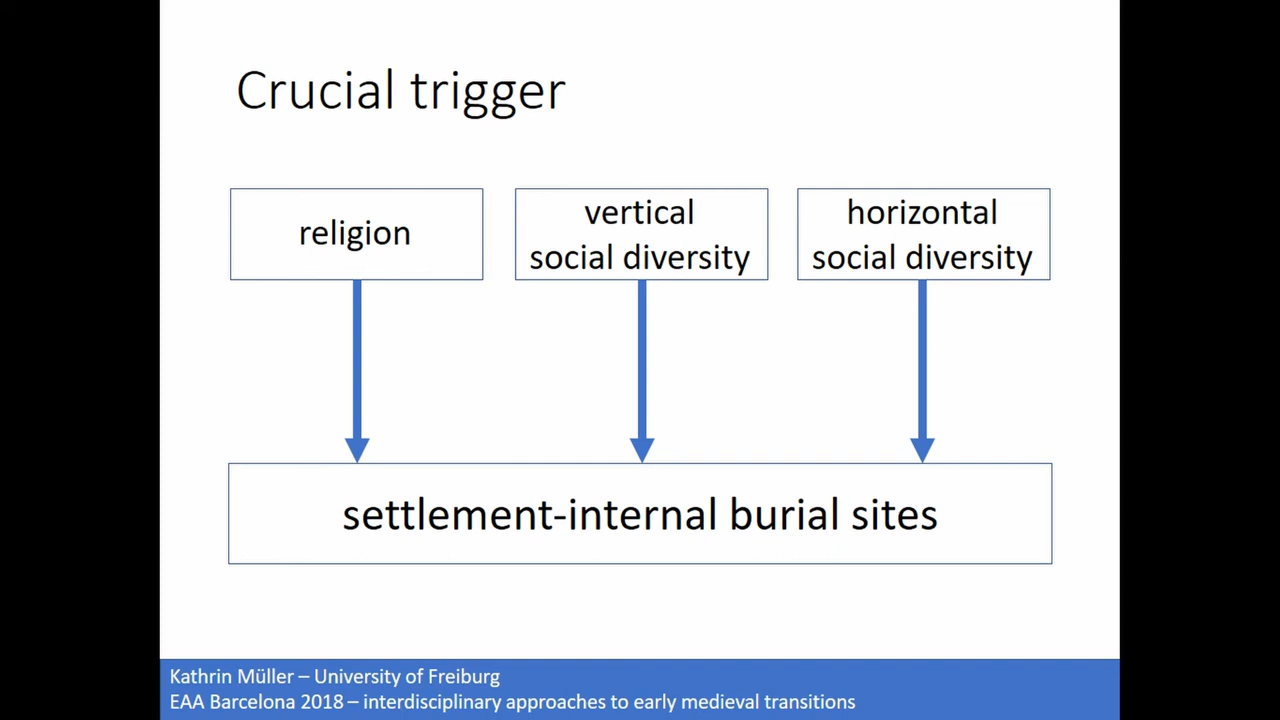 Crucial trigger
religion
vertical
social diversity
horizontal
social diversity
settlement-internal burial sites
Kathrin Müller – University of Freiburg
EAA Barcelona 2018 – interdisciplinary approaches to early medieval transitions